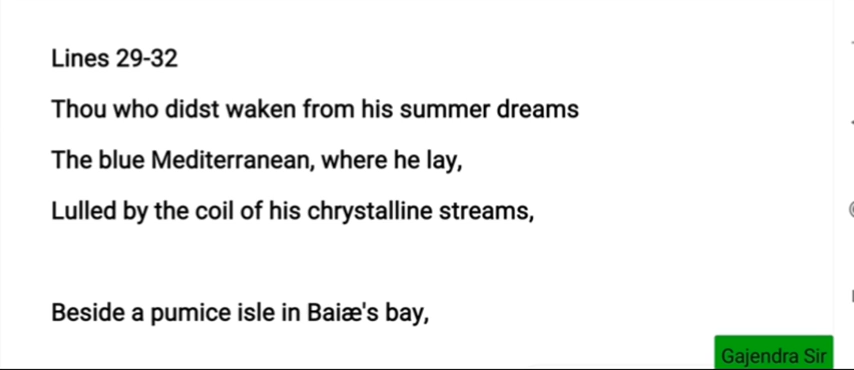 Lines 29-32
Thou who didst waken from his summer dreams
The blue Mediterranean, where he lay,
Lulled by the coil of his chrystalline streams,
Beside a pumice isle in Baiæ's bay,
Gajendra Sir